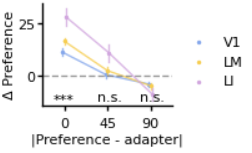 Δ Preference
25
0
*** n.s. n.s.
0 45 90
|Preference - adapter|
V1
LM
LI